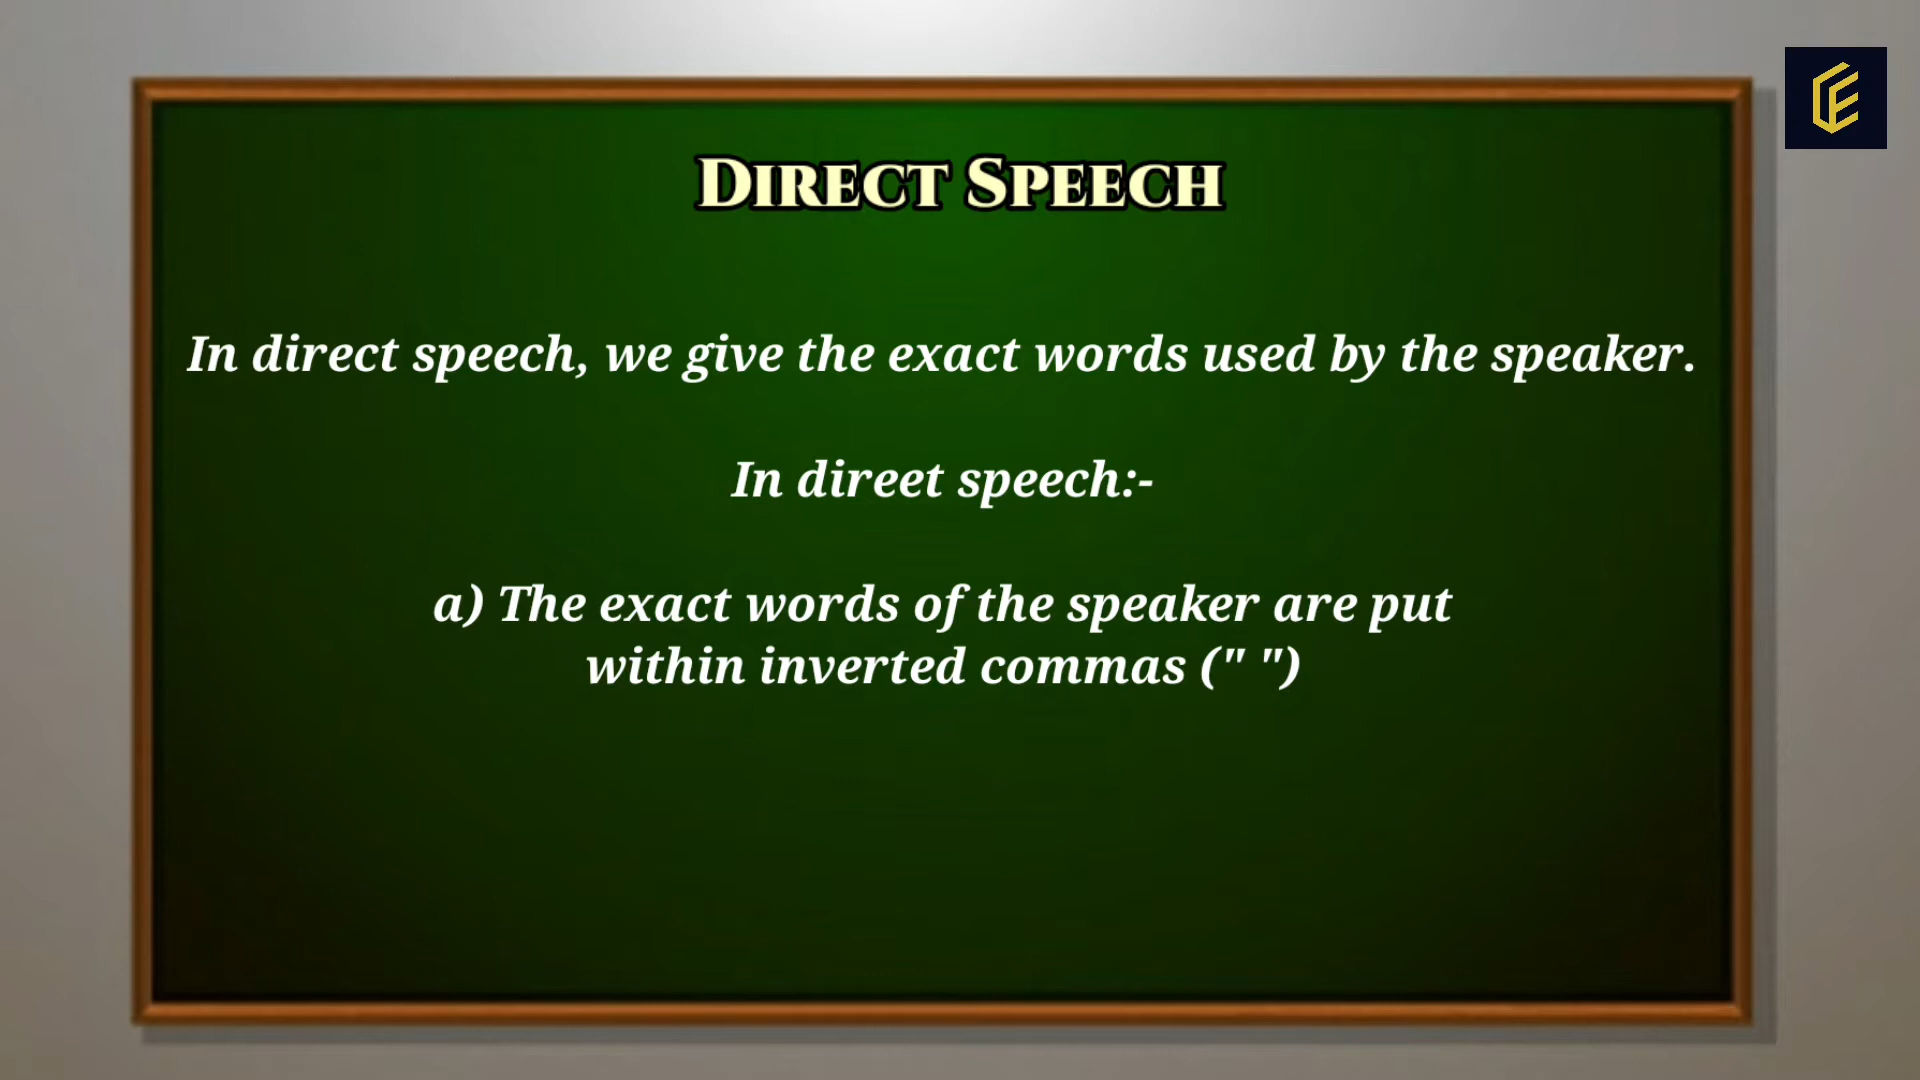 DIRECT SPEECH
In direct speech, we give the exact words used by the speaker.
In direet speech:-
a) The exact words of the speaker are put
within inverted commas (" ")